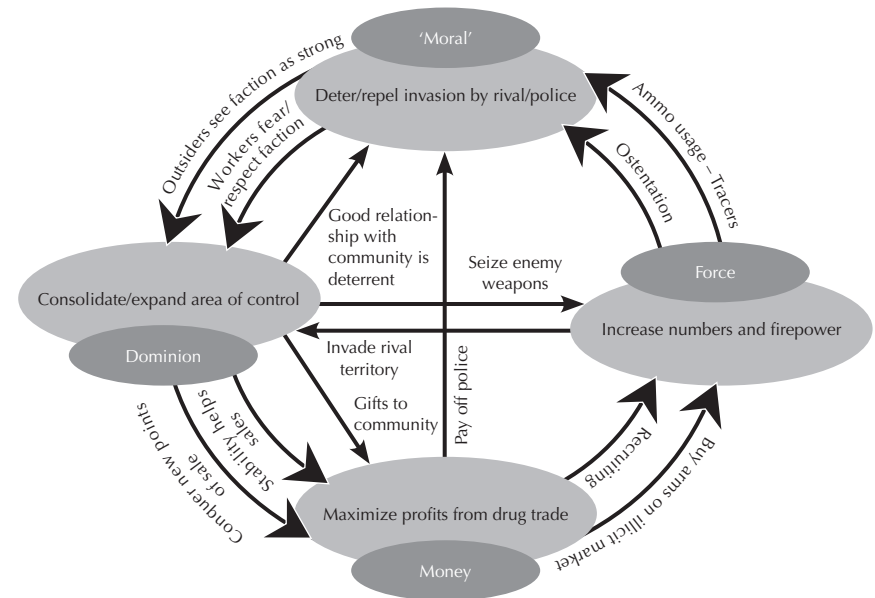 ‘Moral’
Deter/repel invasion by rival/police
Outsiders see faction as strong
Workers fear/
respect faction
Ammo usage – Tracers
Ostentation
Good relation-
ship with
community is
deterrent
Seize enemy
weapons
Force
Increase numbers and firepower
Consolidate/expand area of control
Dominion
Invade rival
territory
Pay off police
Gifts to
community
Stability helps
sales
Conquer new points
of sale
Recruiting
Buy arms on illicit market
Maximize profits from drug trade
Money